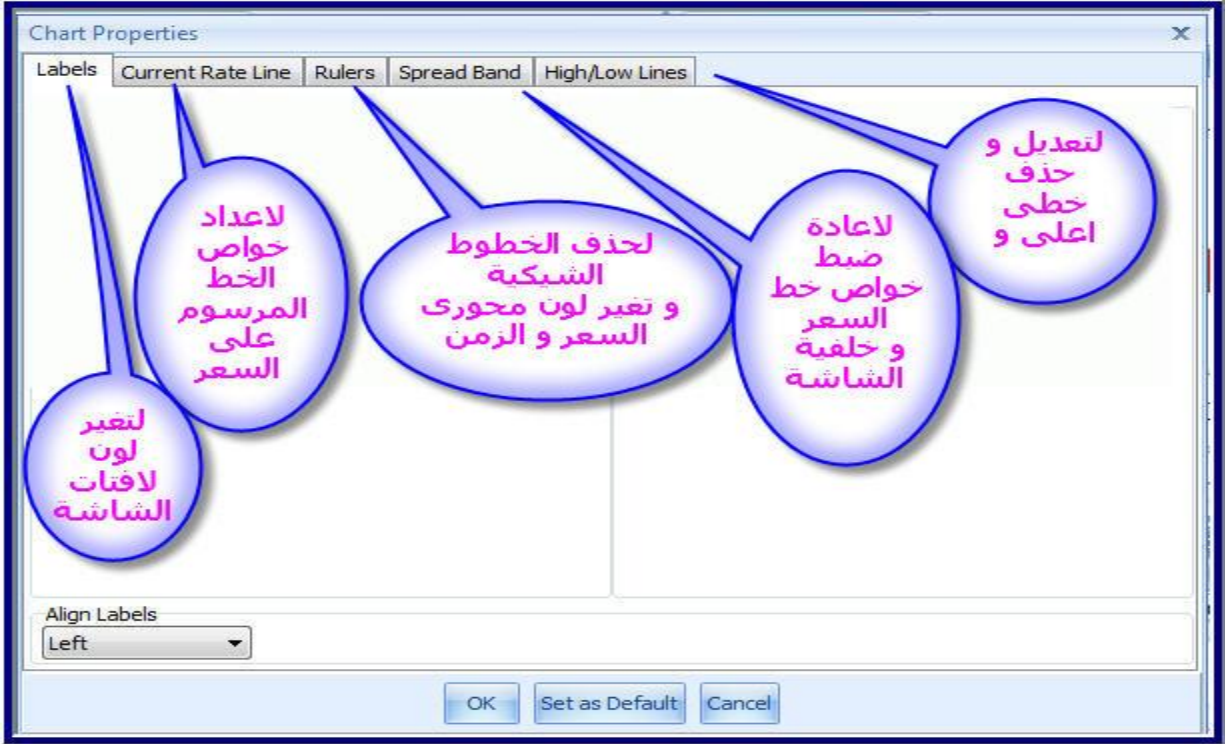 Chart Properties
Labels
Current Rate Line
Rulers
Spread Band
High/Low Lines
لتعديل و
حذف
خطى
اعلى و
لاعادة
ضبط
خواص خط
السعر
و خلفية
الشاشة
لحذف الخطوط
الشبكية
و تغير لون محورى
السعر و الزمن
لاعداد
خواص
الخط
المرسوم
على
السعر
لتغير
لون
لافتات
الشاشة
Align Labels
Left
OK
Set as Default
Cancel